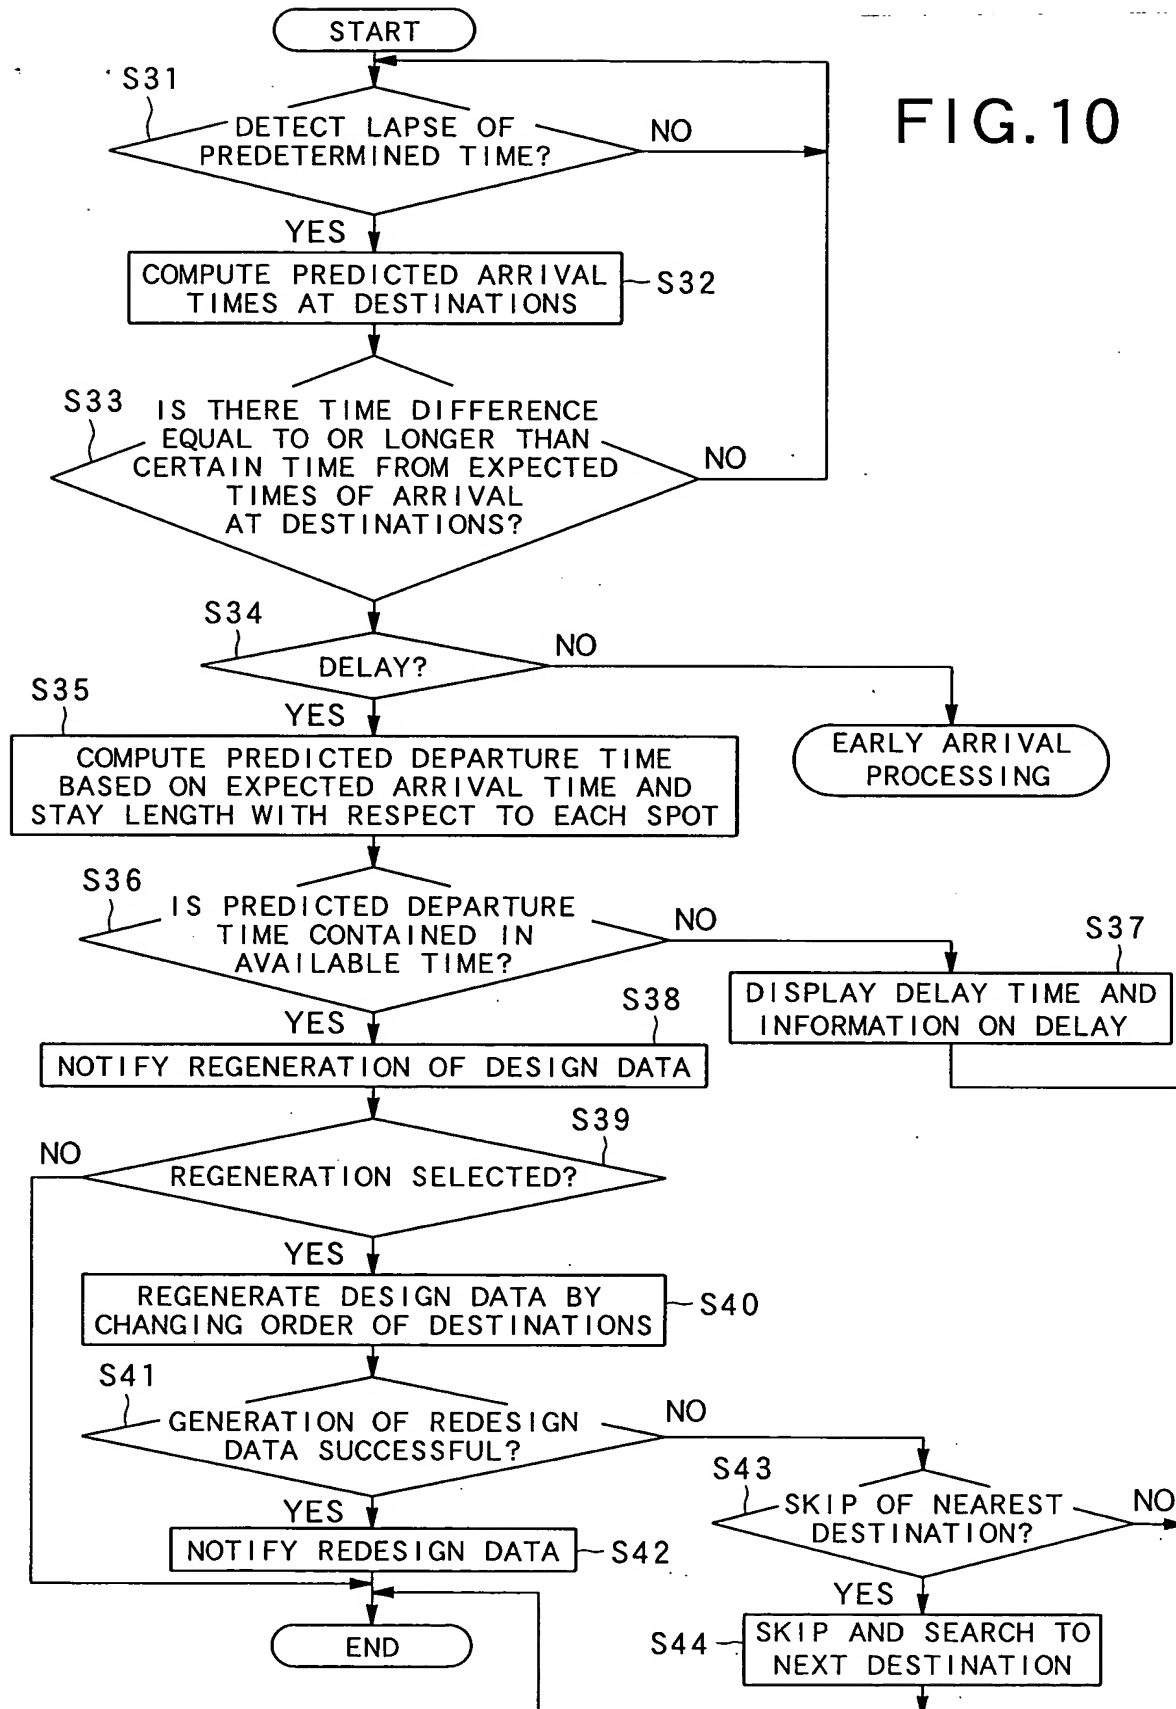 START
FIG.10
S31
DETECT LAPSE OF
PREDETERMINED TIME?
NO
YES
COMPUTE PREDICTED ARRIVAL
TIMES AT DESTINATIONS
S32
S33
IS THERE TIME DIFFERENCE
EQUAL TO OR LONGER THAN
CERTAIN TIME FROM EXPECTED
TIMES OF ARRIVAL
AT DESTINATIONS?
NO
S34
DELAY?
NO
YES
EARLY ARRIVAL
PROCESSING
S35
COMPUTE PREDICTED DEPARTURE TIME
BASED ON EXPECTED ARRIVAL TIME AND
STAY LENGTH WITH RESPECT TO EACH SPOT
S36
IS PREDICTED DEPARTURE
TIME CONTAINED IN
AVAILABLE TIME?
NO
YES
S37
DISPLAY DELAY TIME AND
INFORMATION ON DELAY
S38
NOTIFY REGENERATION OF DESIGN DATA
S39
REGENERATION SELECTED?
NO
YES
REGENERATE DESIGN DATA BY
CHANGING ORDER OF DESTINATIONS
S40
S41
GENERATION OF REDESIGN
DATA SUCCESSFUL?
NO
YES
NOTIFY REDESIGN DATA
S42
END
S43
SKIP OF NEAREST
DESTINATION?
NO
YES
S44
SKIP AND SEARCH TO
NEXT DESTINATION